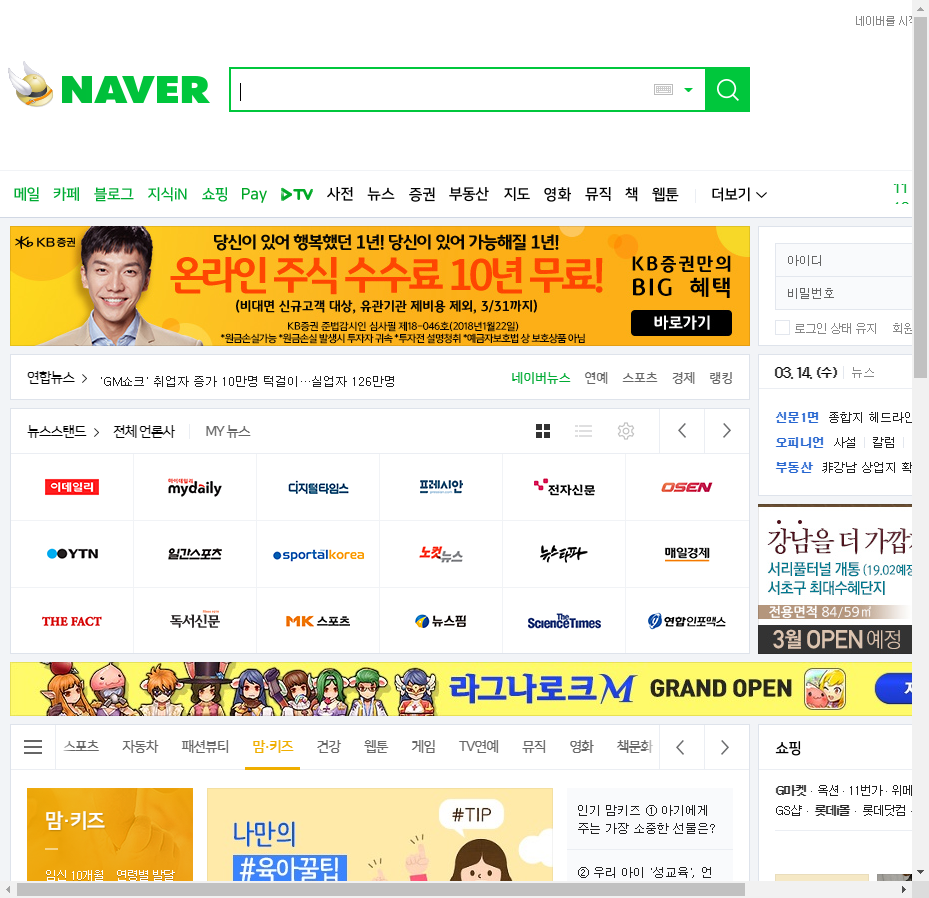 네이버를 시작
NAVER
메일 카페 블로그 지식iN 쇼핑 Pay TV 사전 뉴스 증권 부동산 지도 영화 뮤직 책 웹툰 더보기
11
KB증권
당신이 있어 행복했던 1년! 당신이 있어 가능해질 1년!
온라인 주식 수수료 10년 무료!
(비대면 신규고객 대상, 유관기관 제비용 제외, 3/31까지)
KB증권 준법감시인 심사필 제18-046호(2018년1월22일)
*원금손실가능 *원금손실 발생시 투자자 귀속 *투자전 설명청취 *예금자보호법 상 보호상품 아님
KB증권만의
BIG 혜택
바로가기
아이디
비밀번호
로그인 상태 유지 회원
연합뉴스 > 'GM쇼크' 취업자 증가 10만명 턱걸이…실업자 126만명
네이버뉴스 연예 스포츠 경제 랭킹
03. 14. (수) 뉴스
신문1면 종합지 헤드라인
오피니언 사설 칼럼
부동산 非강남 상업지 확
뉴스스탠드 > 전체 언론사 MY 뉴스
이데일리 마이데일리 mydaily 디지털타임스 프레시안 전자신문 OSEN
YTN 일간스포츠 sportalkorea 노컷뉴스 뉴스타파 매일경제
THE FACT 독서신문 MK 스포츠 뉴스핌 The ScienceTimes 연합인포맥스
강남을 더 가깝
서리풀터널 개통 (19.02예정
서초구 최대수혜단지
전용면적 84/59㎡
3월 OPEN 예정
라그나로크M GRAND OPEN
스포츠 자동차 패션뷰티 맘·키즈 건강 웹툰 게임 TV연예 뮤직 영화 책문화
맘·키즈
임신 10개월 연령별 발달
나만의
#육아꿀팁
#TIP
인기 맘키즈 ① 아기에게
주는 가장 소중한 선물은?
② 우리 아이 '성교육', 언
쇼핑
G마켓 · 옥션 · 11번가 · 위메
GS샵 · 롯데i몰 · 롯데닷컴 ·